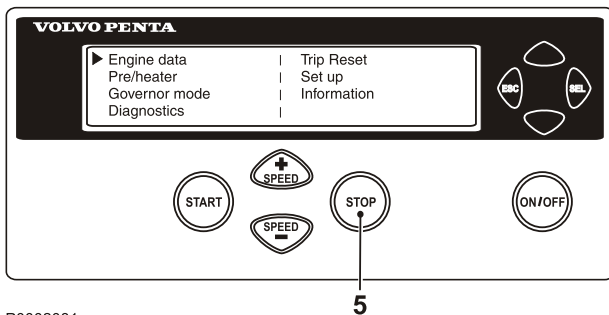 VOLVO PENTA
Engine data | Trip Reset
Pre/heater | Set up
Governor mode | Information
Diagnostics |
ESC
SEL
+
SPEED
START
STOP
ON/OFF
SPEED
-
5